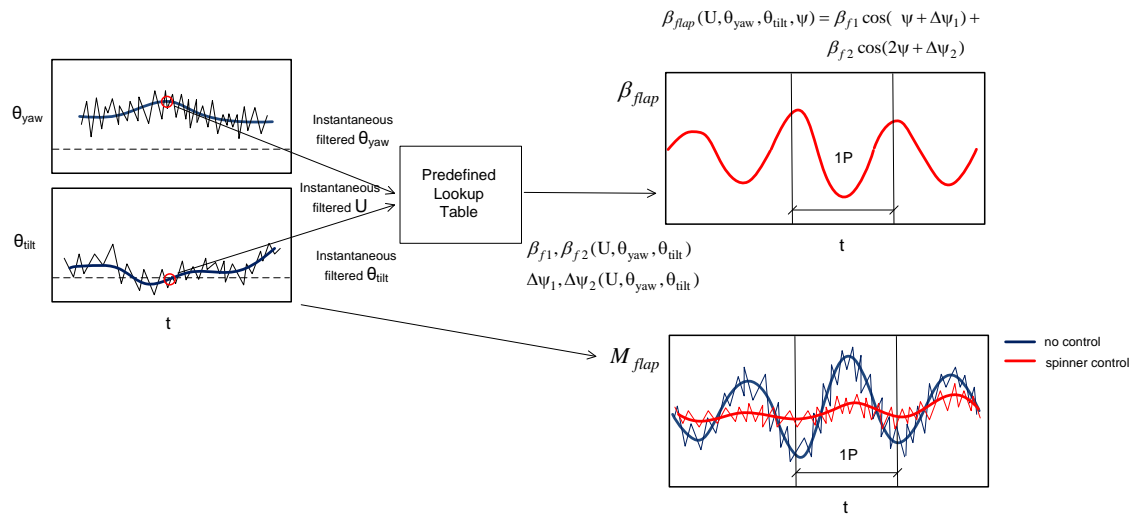 β_flap(U,θ_yaw,θ_tilt,ψ) = β_f1 cos( ψ + Δψ_1) +
β_f2 cos(2ψ + Δψ_2)
θ_yaw
Instantaneous
filtered θ_yaw
Predefined
Lookup
Table
β_flap
1P
t
Instantaneous
filtered U
θ_tilt
Instantaneous
filtered θ_tilt
t
β_f1, β_f2(U,θ_yaw,θ_tilt)
Δψ_1, Δψ_2(U,θ_yaw,θ_tilt)
M_flap
1P
t
no control
spinner control